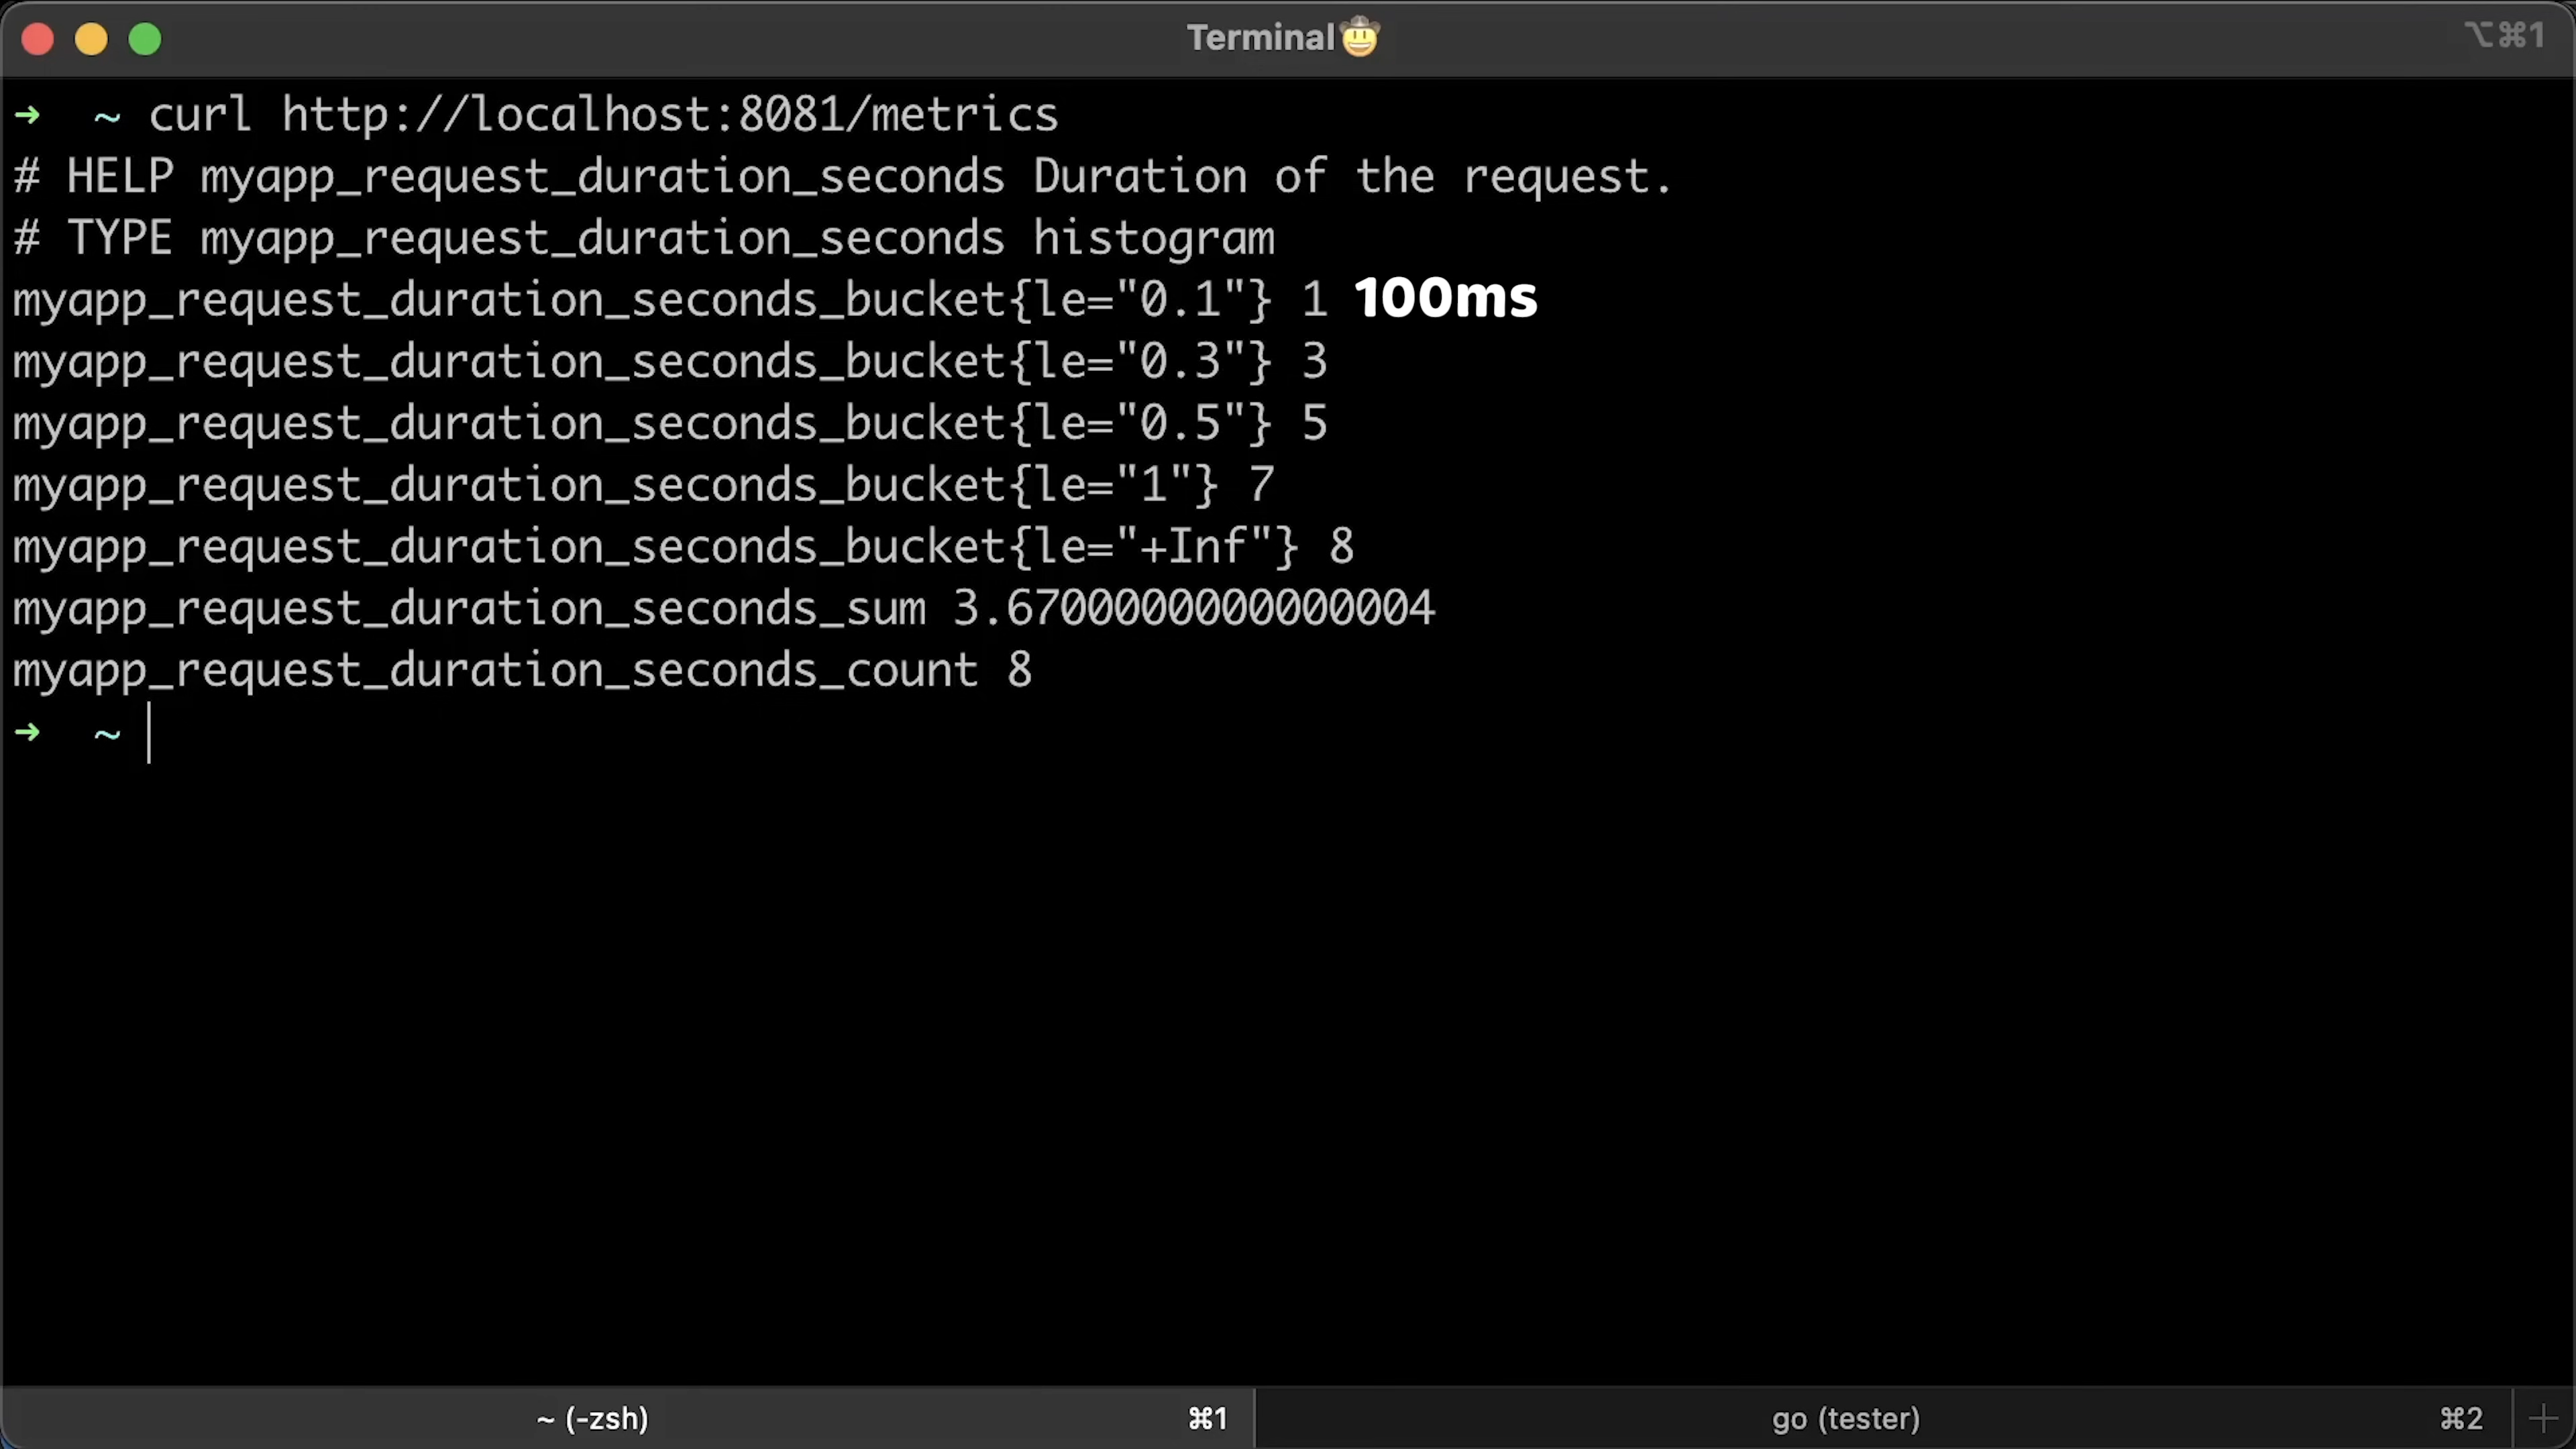 Terminal🤠
⌥⌘1
➜  ~ curl http://localhost:8081/metrics
# HELP myapp_request_duration_seconds Duration of the request.
# TYPE myapp_request_duration_seconds histogram
myapp_request_duration_seconds_bucket{le="0.1"} 1 100ms
myapp_request_duration_seconds_bucket{le="0.3"} 3
myapp_request_duration_seconds_bucket{le="0.5"} 5
myapp_request_duration_seconds_bucket{le="1"} 7
myapp_request_duration_seconds_bucket{le="+Inf"} 8
myapp_request_duration_seconds_sum 3.6700000000000004
myapp_request_duration_seconds_count 8
➜  ~
~ (-zsh) ⌘1
go (tester) ⌘2